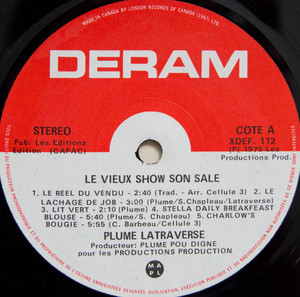 MADE IN CANADA BY LONDON RECORDS OF CANADA (1967) LTD.
DERAM
STEREO
Pub: Les Editions
Edition (CAPAC)
COTE A
XDEF. 112
(P) 1975 Les
Productions Prod.
LE VIEUX SHOW SON SALE
1. LE REEL DU VENDU - 2:40 (Trad. - Arr. Cellule 3) 2. LE
LACHAGE DE JOB - 3:00 (Plume/S. Chapleau/Latraverse)
3. LIT VERT - 2:10 (Plume) 4. STELLA DAILY BREAKFEAST
BLOUSE - 5:40 (Plume/S. Chapleau) 5. CHARLOW'S
BOUGIE - 5:55 (C. Barbeau/Cellule 3)
PLUME LATRAVERSE
Producteur: PLUME POU DIGNE
pour les PRODUCTIONS PRODUCTION
M A P L